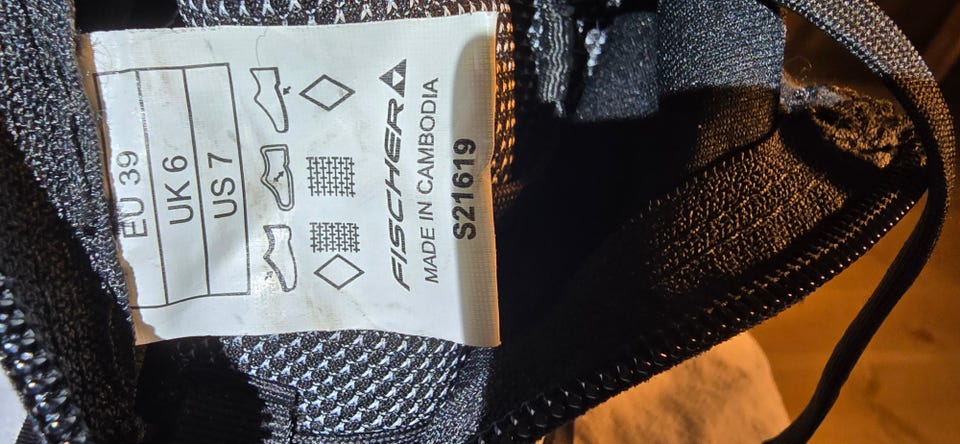 EU 39
UK 6
US 7
FISCHER
MADE IN CAMBODIA
S21619